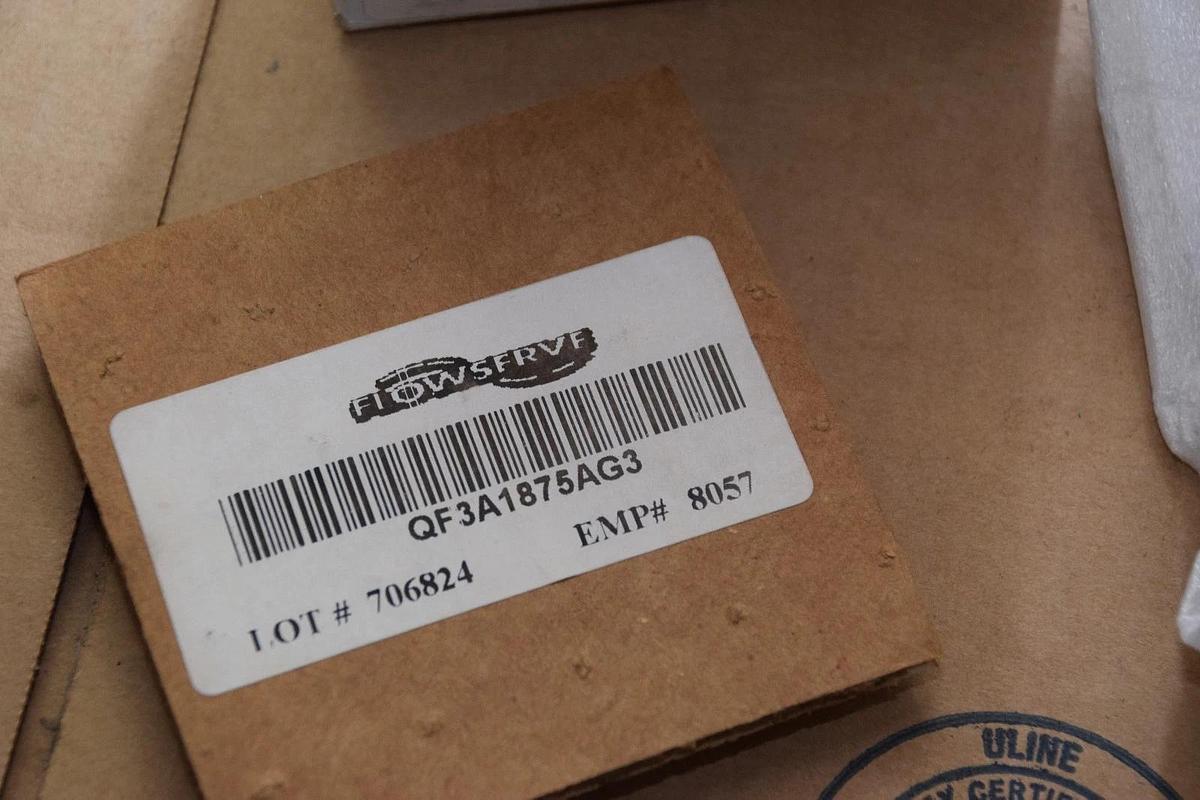 FLOWSERVE
QF3A1875AG3
LOT # 706824 EMP# 8057
ULINE